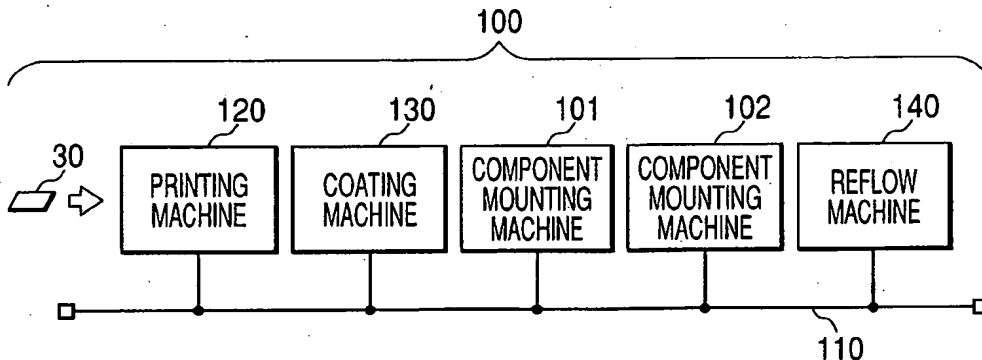 100
120
130
101
102
140
30
PRINTING
MACHINE
COATING
MACHINE
COMPONENT
MOUNTING
MACHINE
COMPONENT
MOUNTING
MACHINE
REFLOW
MACHINE
110